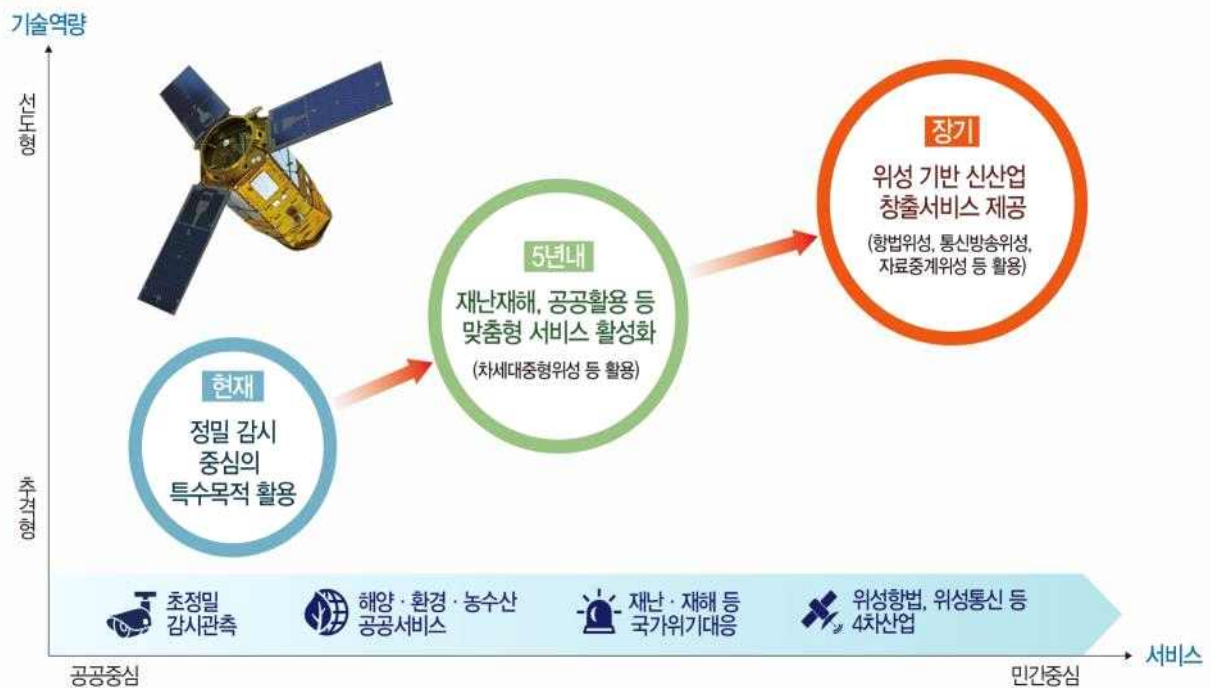 기술역량
선도형
추격형
장기
위성 기반 신산업
창출서비스 제공
(항법위성, 통신방송위성,
자료중계위성 등 활용)
5년내
재난재해, 공공활용 등
맞춤형 서비스 활성화
(차세대중형위성 등 활용)
현재
정밀 감시
중심의
특수목적 활용
초정밀
감시관측
해양 · 환경 · 농수산
공공서비스
재난 · 재해 등
국가위기대응
위성항법, 위성통신 등
4차산업
서비스
공공중심
민간중심